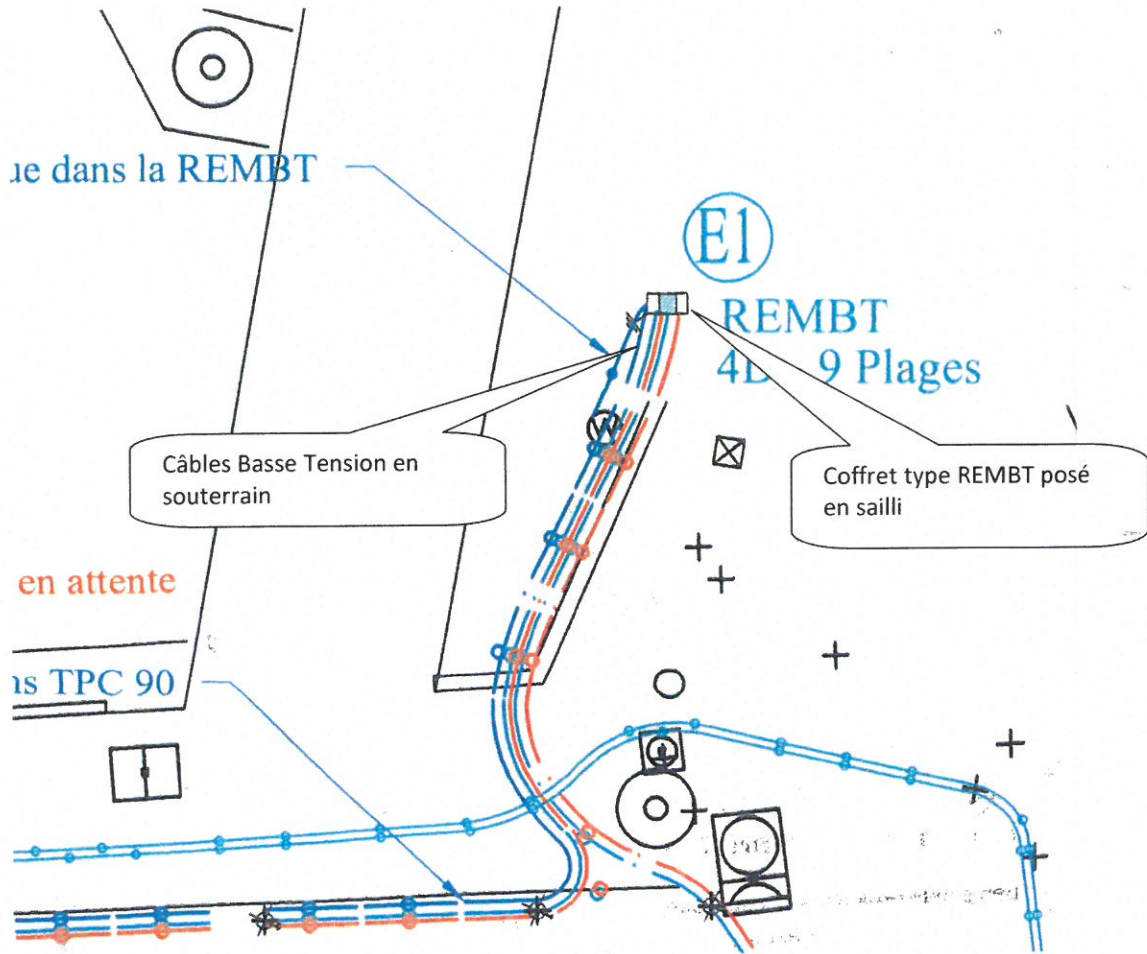 ue dans la REMBT
E1
REMBT
4D 9 Plages
Câbles Basse Tension en
souterrain
Coffret type REMBT posé
en sailli
en attente
ns TPC 90